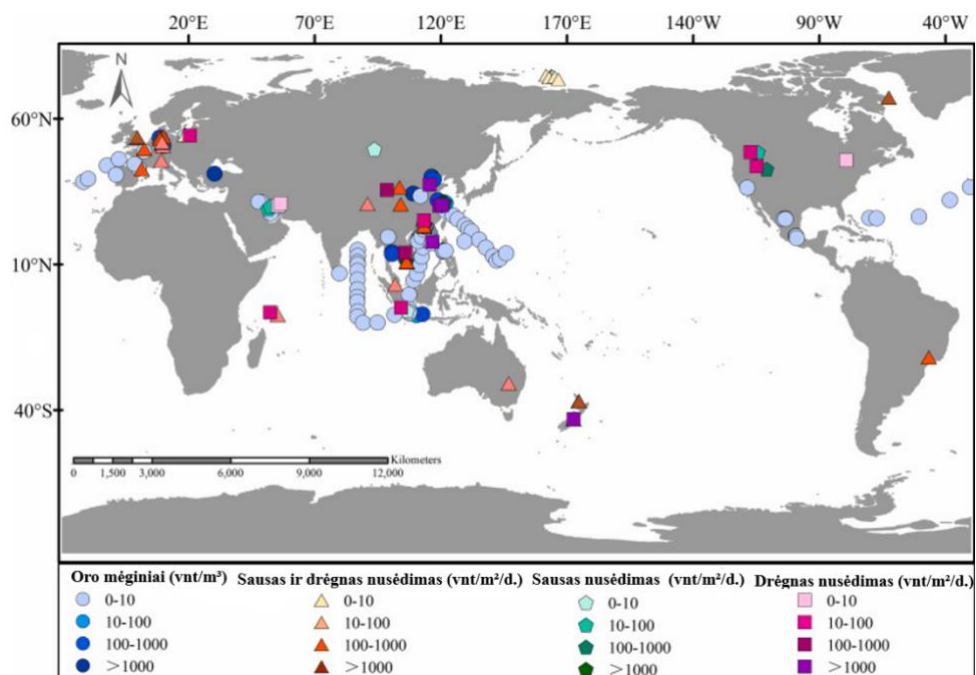 20°E 70°E 120°E 170°E 140°W 90°W 40°W
N
60°N
10°N
40°S
Kilometers
0 1,500 3,000 6,000 9,000 12,000
Oro mėginiai (vnt/m³) Sausas ir drėgnas nusėdimas (vnt/m²/d.) Sausas nusėdimas (vnt/m²/d.) Drėgnas nusėdimas (vnt/m²/d.)
0-10 0-10 0-10 0-10
10-100 10-100 10-100 10-100
100-1000 100-1000 100-1000 100-1000
>1000 >1000 >1000 >1000